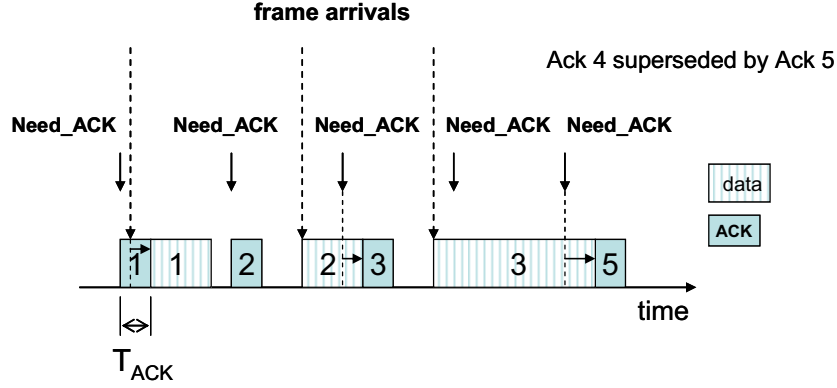 frame arrivals
Ack 4 superseded by Ack 5
Need_ACK Need_ACK Need_ACK Need_ACK Need_ACK
data
ACK
1 1 2 2 3 3 5
time
TACK